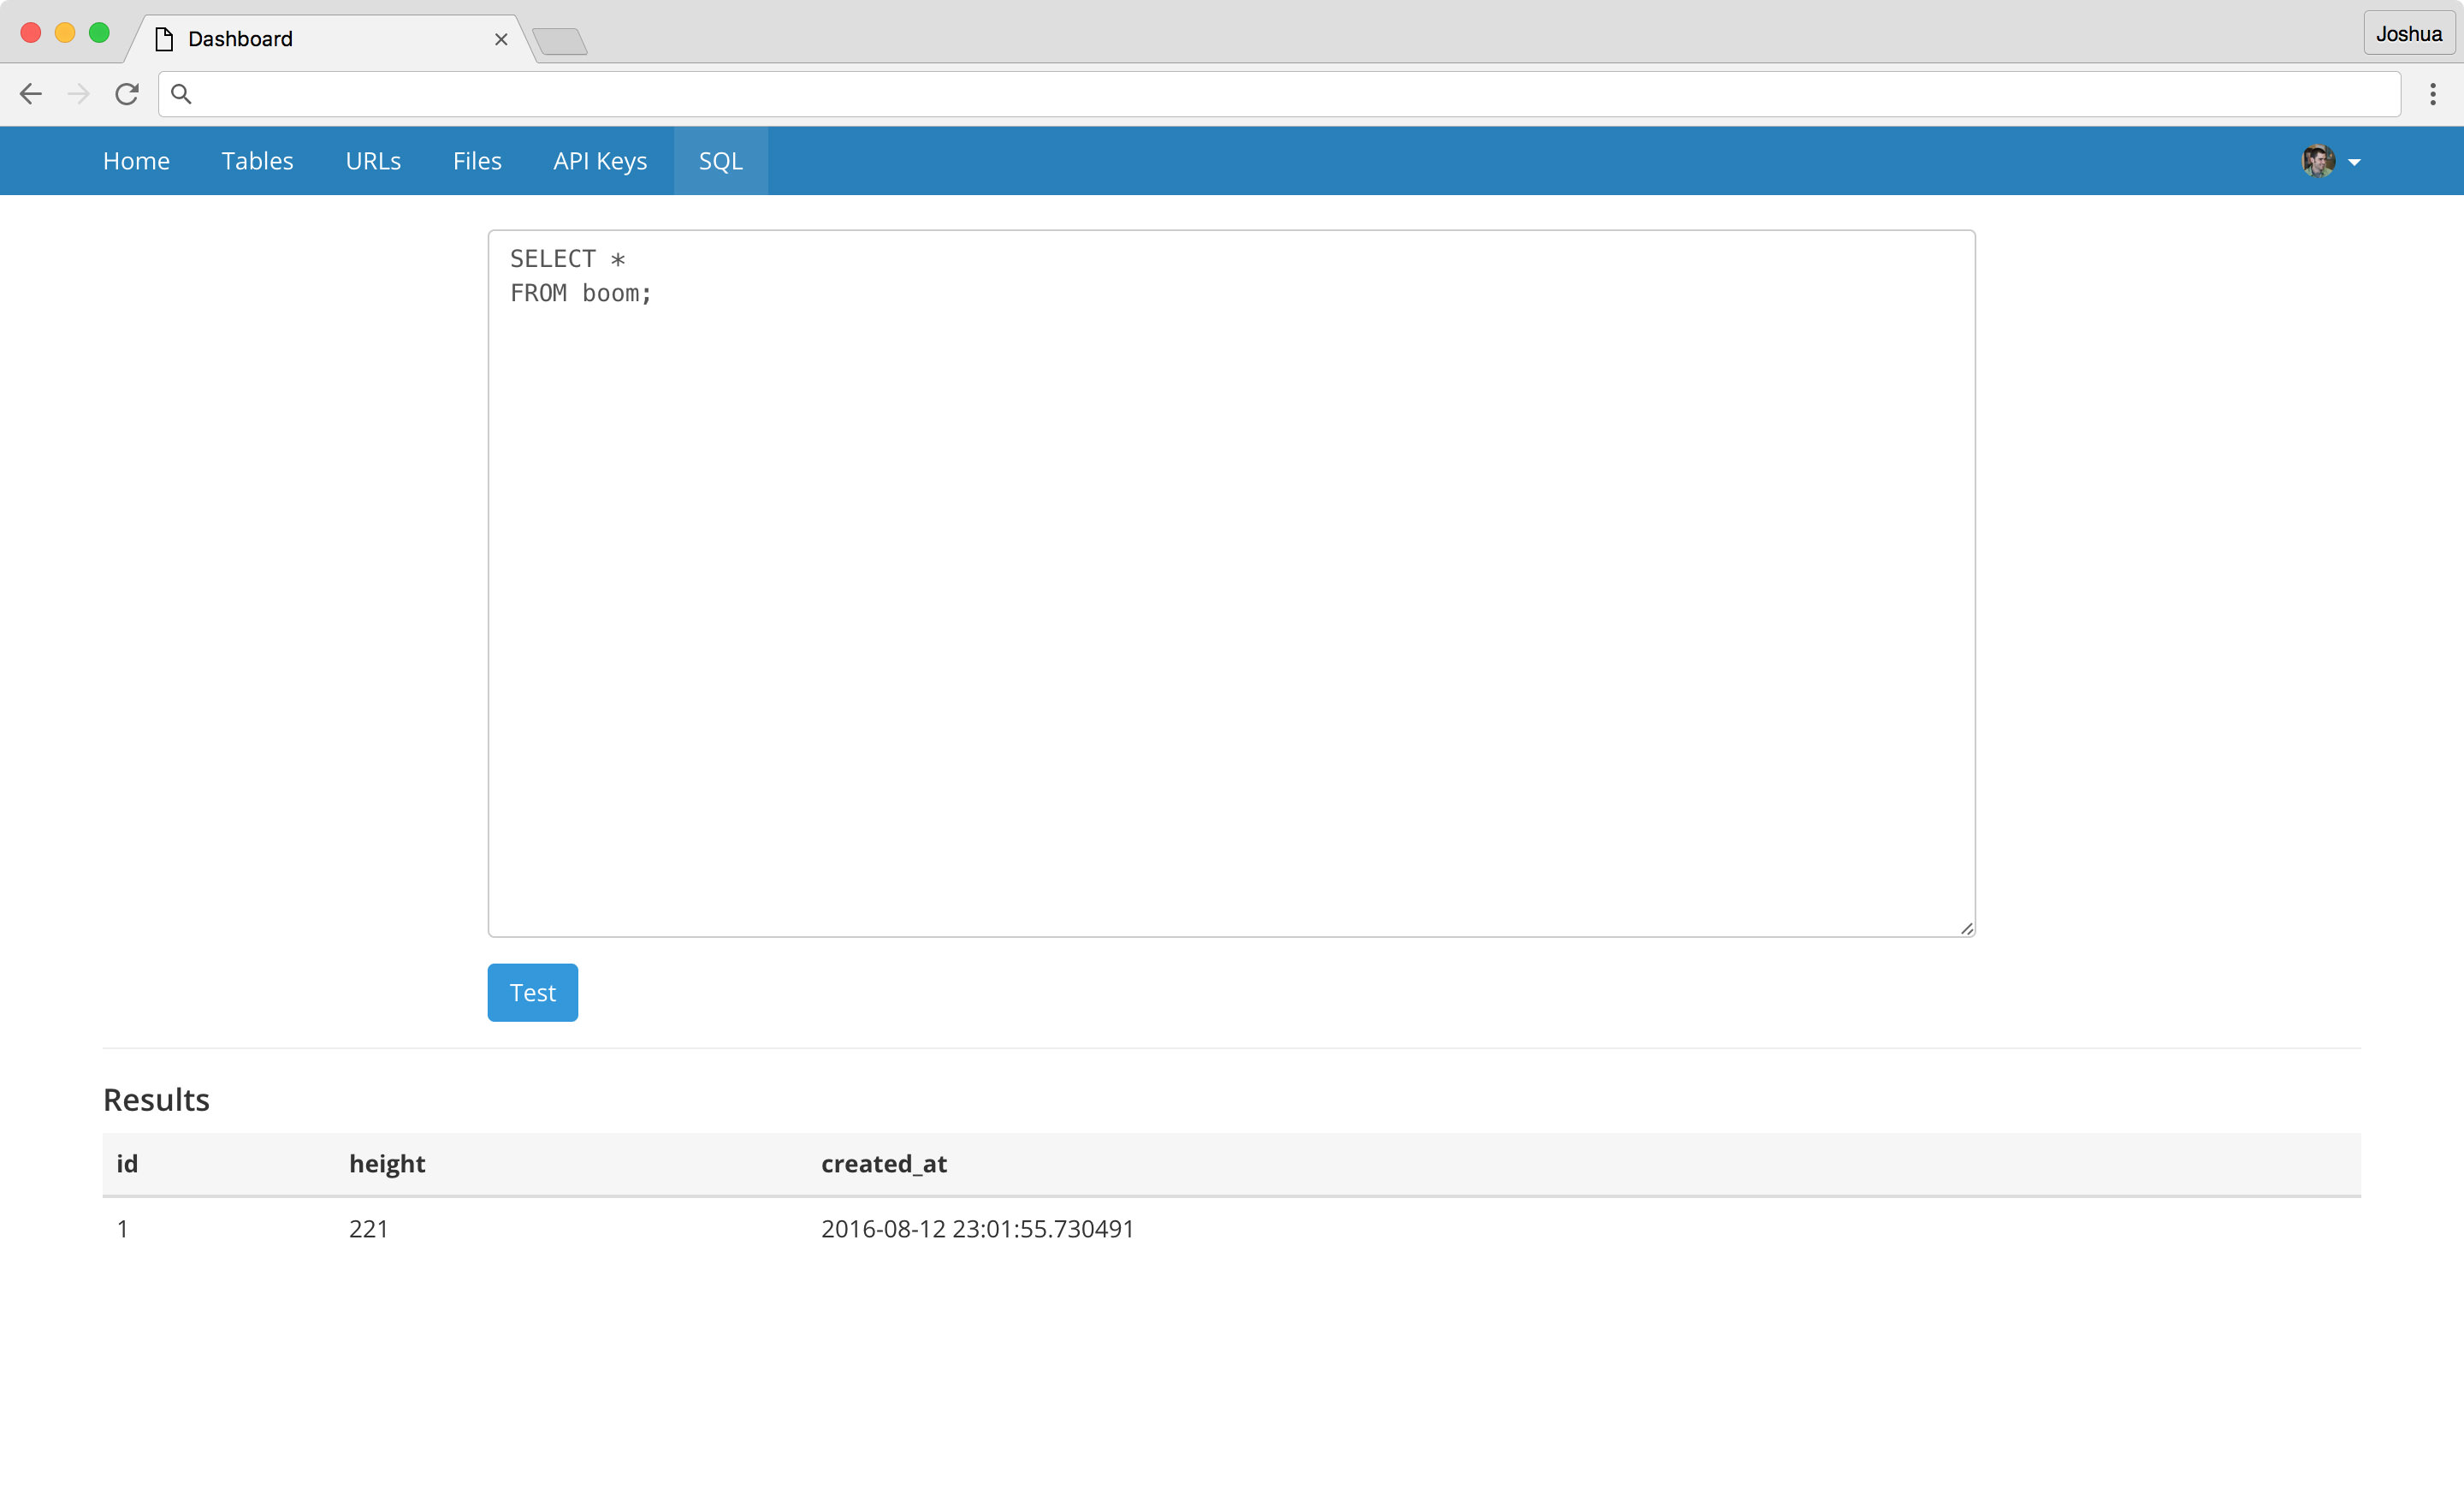 Dashboard
Joshua
Home Tables URLs Files API Keys SQL
SELECT *
FROM boom;
Test
Results
id height created_at
1 221 2016-08-12 23:01:55.730491